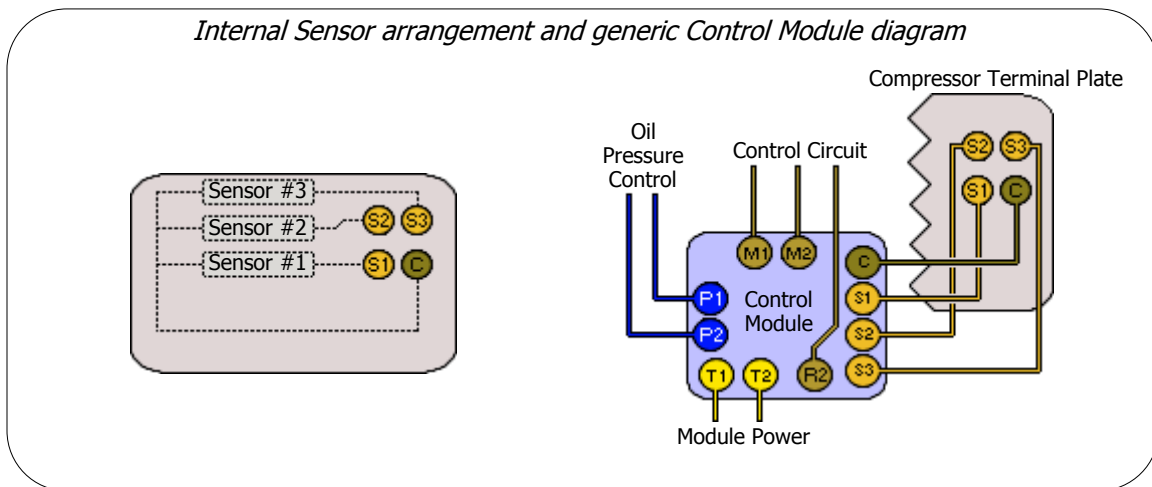 Internal Sensor arrangement and generic Control Module diagram
Compressor Terminal Plate
Oil
Pressure
Control
Control Circuit
Sensor #3
Sensor #2
Sensor #1
S2
S3
S1
C
M1
M2
P1
P2
Control
Module
C
S1
S2
S3
T1
T2
R2
Module Power
S2
S3
S1
C